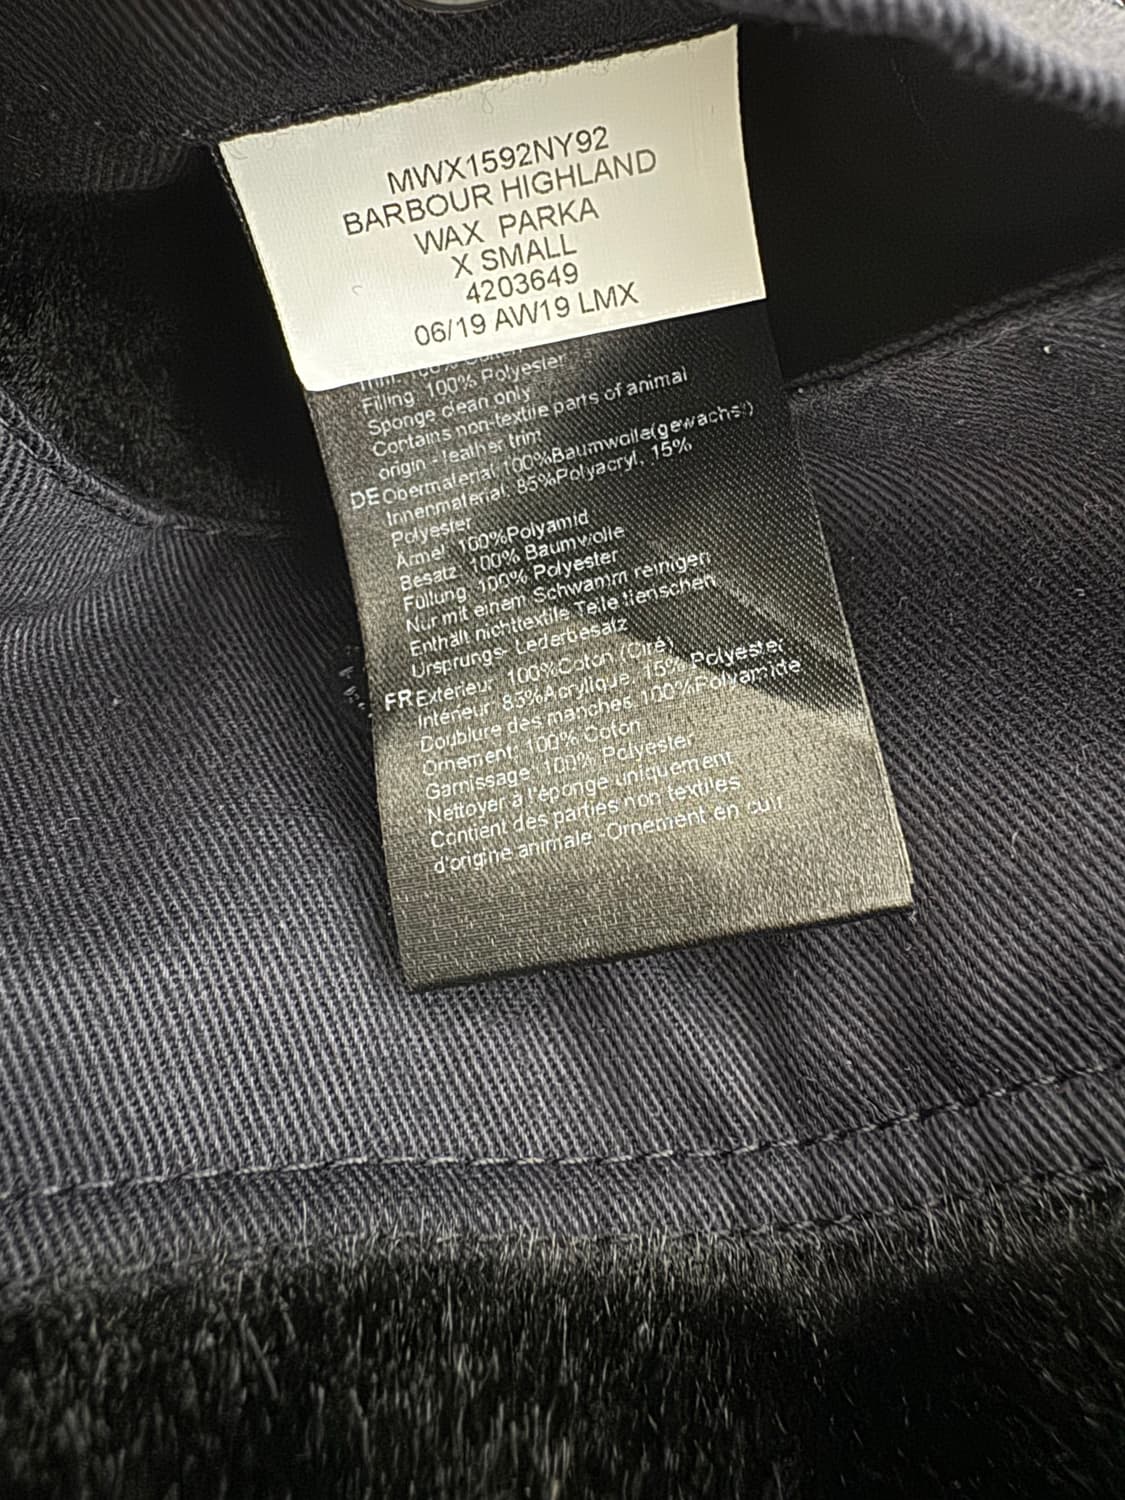 MWX1592NY92
BARBOUR HIGHLAND
WAX PARKA
X SMALL
4203649
06/19 AW19 LMX
Filling 100% Polyester
Sponge clean only
Contains non-textile parts of animal
origin - leather trim
DE Obermaterial: 100%Baumwolle(gewachst)
Innenmaterial: 85%Polyacryl, 15%
Polyester
Ärmel: 100%Polyamid
Besatz: 100% Baumwolle
Füllung: 100% Polyester
Nur mit einem Schwamm reinigen
Enthält nichttextile Teile tierischen
Ursprungs- Lederbesatz
FR Extérieur: 100%Coton (Ciré)
Intérieur: 85%Acrylique, 15% Polyester
Doublure des manches 100%Polyamide
Ornement: 100% Coton
Garnissage: 100% Polyester
Nettoyer à l'éponge uniquement
Contient des parties non textiles
d'origine animale -Ornement en cuir